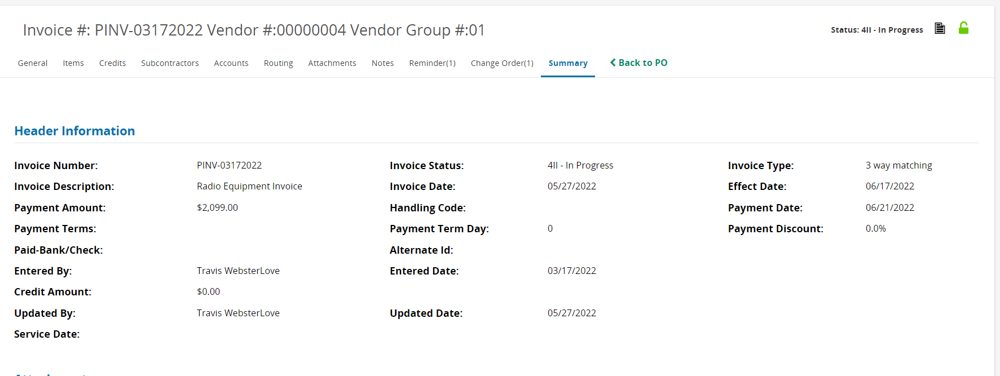 Invoice #: PINV-03172022 Vendor #:00000004 Vendor Group #:01
Status: 4II - In Progress
General Items Credits Subcontractors Accounts Routing Attachments Notes Reminder(1) Change Order(1) Summary Back to PO
Header Information
Invoice Number: PINV-03172022 Invoice Status: 4II - In Progress Invoice Type: 3 way matching
Invoice Description: Radio Equipment Invoice Invoice Date: 05/27/2022 Effect Date: 06/17/2022
Payment Amount: $2,099.00 Handling Code: Payment Date: 06/21/2022
Payment Terms: Payment Term Day: 0 Payment Discount: 0.0%
Paid-Bank/Check: Alternate Id:
Entered By: Travis WebsterLove Entered Date: 03/17/2022
Credit Amount: $0.00
Updated By: Travis WebsterLove Updated Date: 05/27/2022
Service Date: